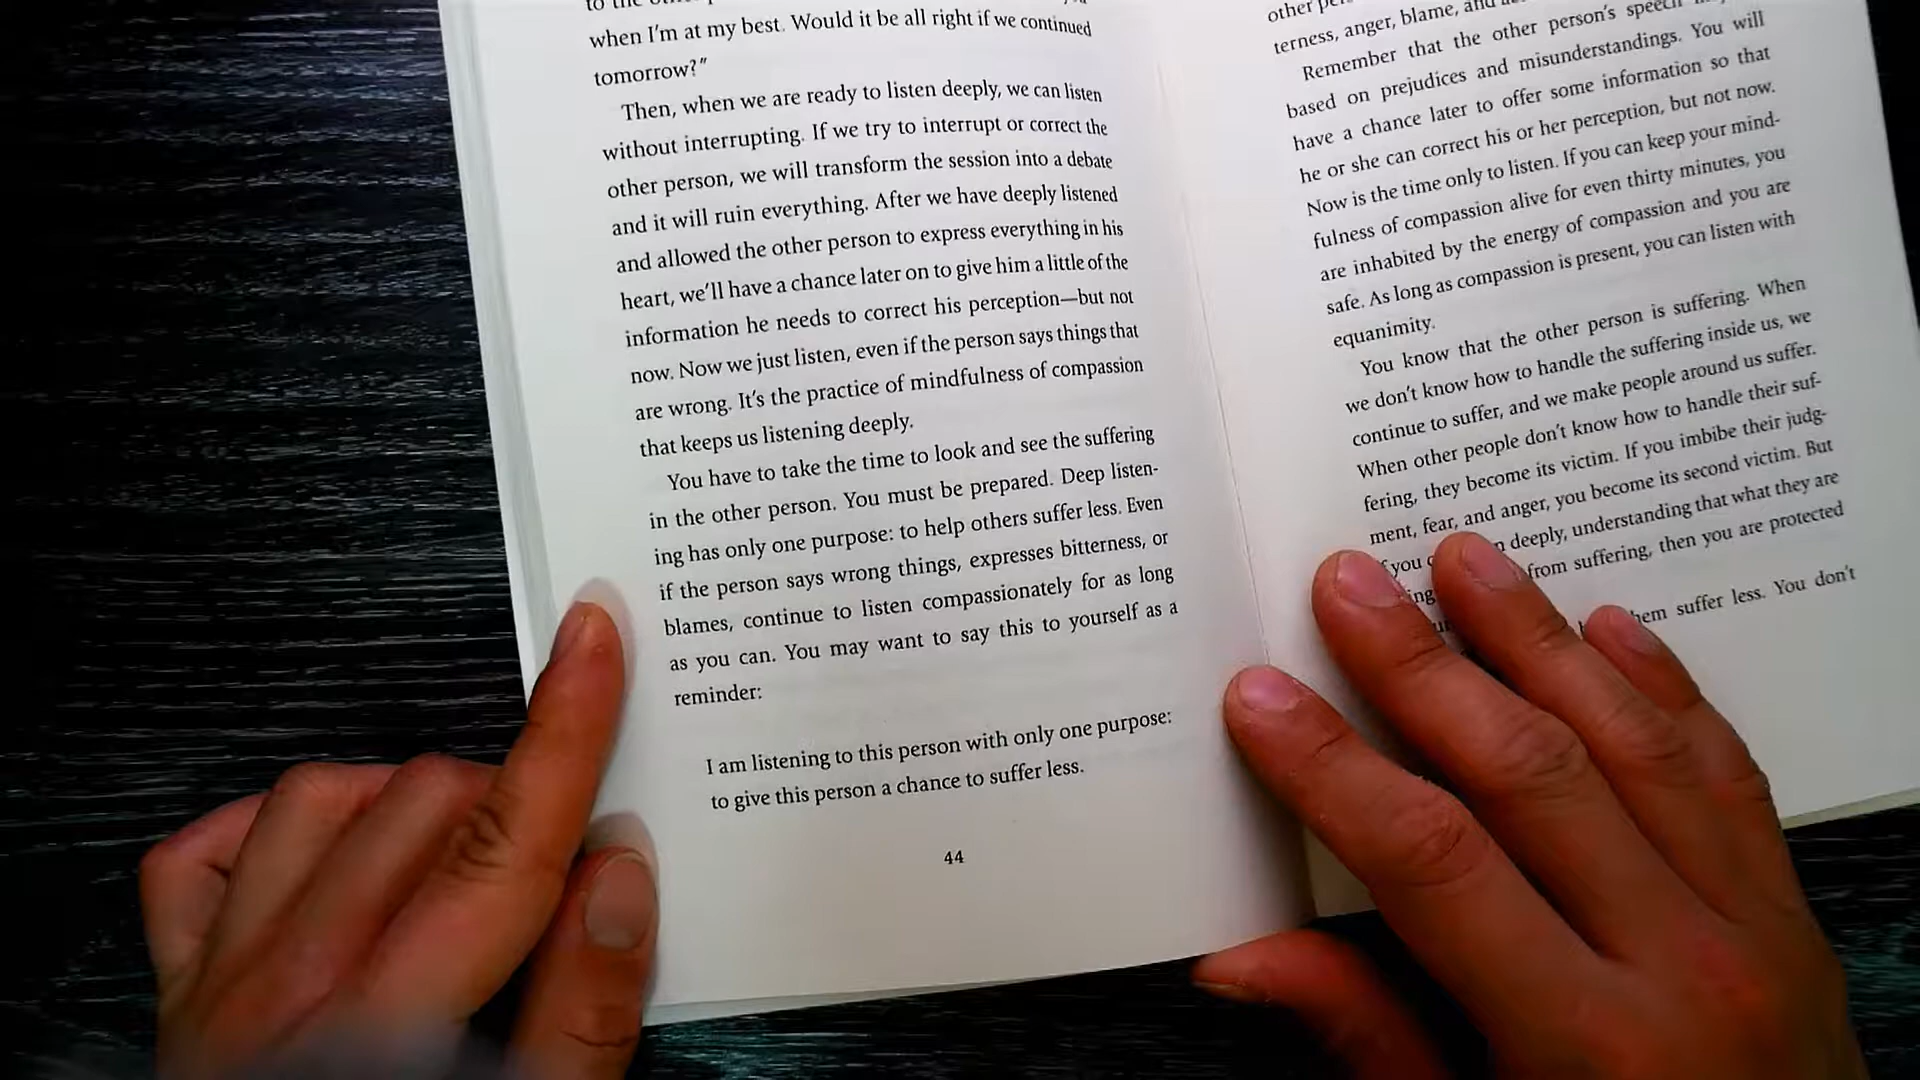 to the
when I'm at my best. Would it be all right if we continued
tomorrow?"
Then, when we are ready to listen deeply, we can listen
without interrupting. If we try to interrupt or correct the
other person, we will transform the session into a debate
and it will ruin everything. After we have deeply listened
and allowed the other person to express everything in his
heart, we'll have a chance later on to give him a little of the
information he needs to correct his perception—but not
now. Now we just listen, even if the person says things that
are wrong. It's the practice of mindfulness of compassion
that keeps us listening deeply.
You have to take the time to look and see the suffering
in the other person. You must be prepared. Deep listen-
ing has only one purpose: to help others suffer less. Even
if the person says wrong things, expresses bitterness, or
blames, continue to listen compassionately for as long
as you can. You may want to say this to yourself as a
reminder:
I am listening to this person with only one purpose:
to give this person a chance to suffer less.
44
other
terness, anger, blame, and
Remember that the other person's speech
based on prejudices and misunderstandings. You will
have a chance later to offer some information so that
he or she can correct his or her perception, but not now.
Now is the time only to listen. If you can keep your mind-
fulness of compassion alive for even thirty minutes, you
are inhabited by the energy of compassion and you are
safe. As long as compassion is present, you can listen with
equanimity.
You know that the other person is suffering. When
we don't know how to handle the suffering inside us, we
continue to suffer, and we make people around us suffer.
When other people don't know how to handle their suf-
fering, they become its victim. If you imbibe their judg-
ment, fear, and anger, you become its second victim. But
you deeply, understanding that what they are
from suffering, then you are protected
suffer less. You don't